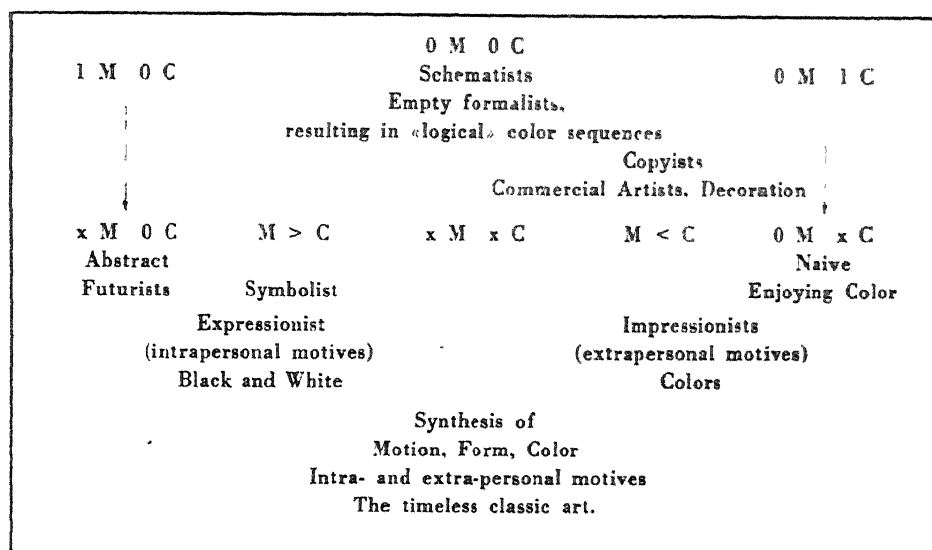 0 M 0 C
1 M 0 C
Schematists
0 M 1 C
Empty formalists,
resulting in «logical» color sequences
Copyists
Commercial Artists, Decoration
x M 0 C M > C x M x C M < C 0 M x C
Abstract Naive
Futurists Symbolist Enjoying Color
Expressionist Impressionists
(intrapersonal motives) (extrapersonal motives)
Black and White Colors
Synthesis of
Motion, Form, Color
Intra- and extra-personal motives
The timeless classic art.